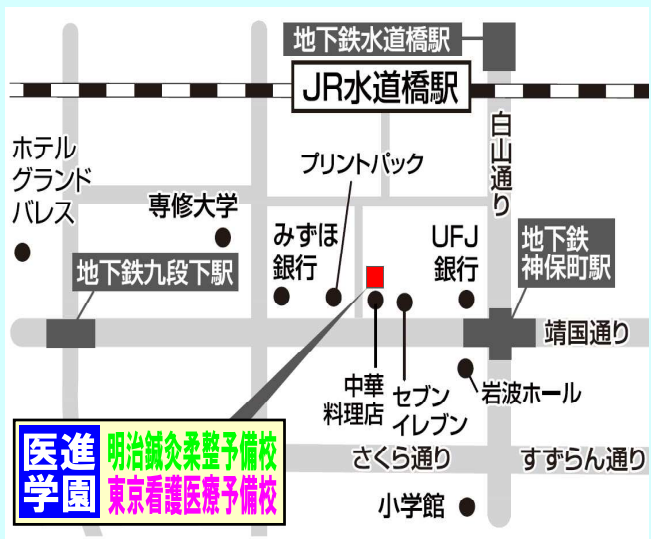 地下鉄水道橋駅
JR水道橋駅
白山通り
ホテル
グランド
パレス
プリントパック
専修大学
みずほ
銀行
UFJ
銀行
地下鉄
神保町駅
地下鉄九段下駅
靖国通り
中華
料理店
セブン
イレブン
岩波ホール
さくら通り
すずらん通り
小学館
医進
学園
明治鍼灸柔整予備校
東京看護医療予備校